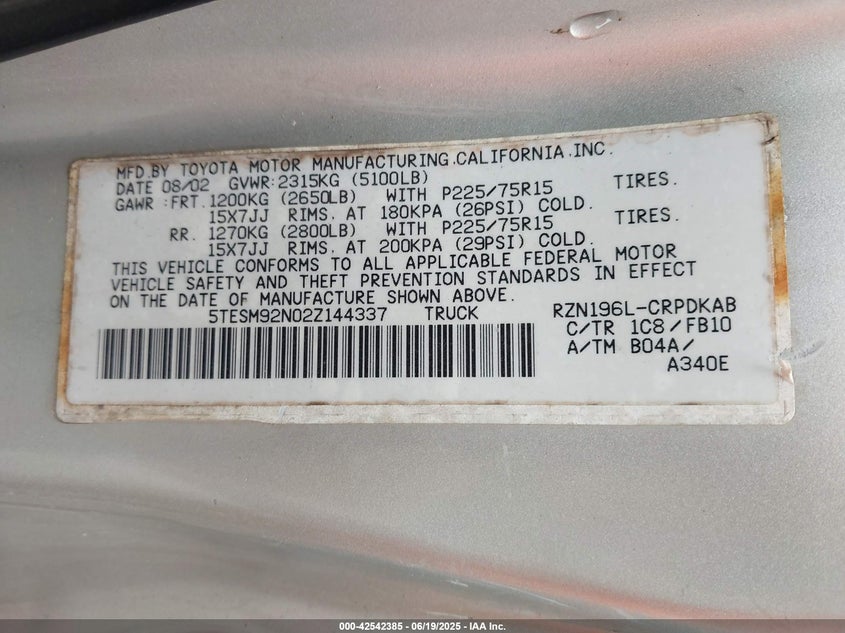 MFD.BY TOYOTA MOTOR MANUFACTURING.CALIFORNIA.INC.
DATE 08/02 GVWR:2315KG (5100LB)
GAWR :FRT.1200KG (2650LB) WITH P225/75R15 TIRES.
15X7JJ RIMS. AT 180KPA (26PSI) COLD.
RR. 1270KG (2800LB) WITH P225/75R15 TIRES.
15X7JJ RIMS. AT 200KPA (29PSI) COLD.
THIS VEHICLE CONFORMS TO ALL APPLICABLE FEDERAL MOTOR
VEHICLE SAFETY AND THEFT PREVENTION STANDARDS IN EFFECT
ON THE DATE OF MANUFACTURE SHOWN ABOVE.
5TESM92N02Z144337 TRUCK RZN196L-CRPDKAB
C/TR 1C8/FB10
A/TM B04A/
A340E
000-42542385 - 06/19/2025 - IAA Inc.